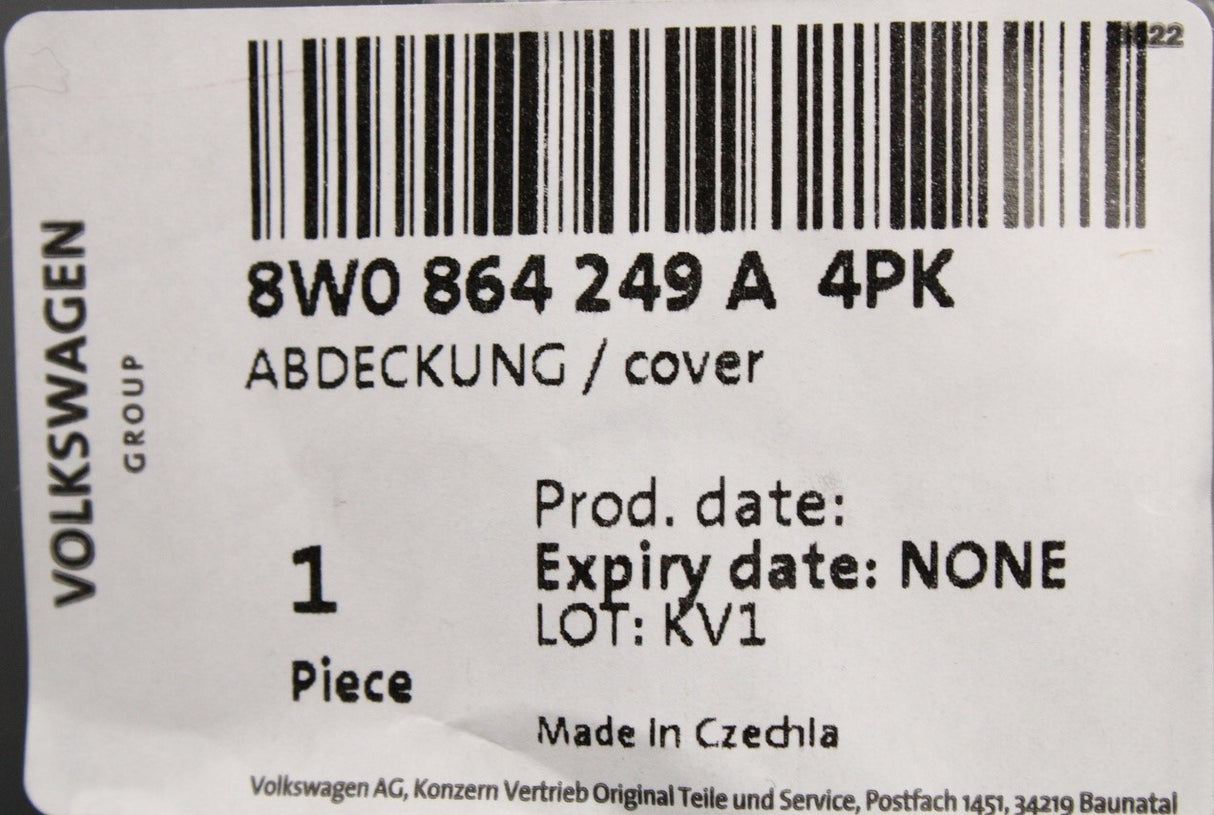 8W0 864 249 A 4PK
ABDECKUNG / cover
VOLKSWAGEN
GROUP
Prod. date:
Expiry date: NONE
LOT: KV1
1
Piece
Made In Czechia
Volkswagen AG, Konzern Vertrieb Original Teile und Service, Postfach 1451, 34219 Baunatal